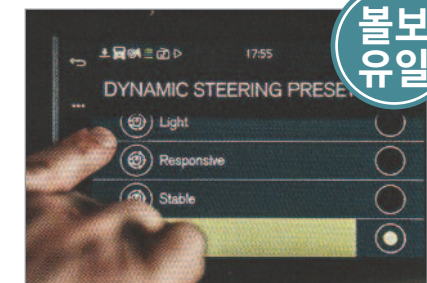 볼보
유일
17:55
DYNAMIC STEERING PRESE
Light
Responsive
Stable